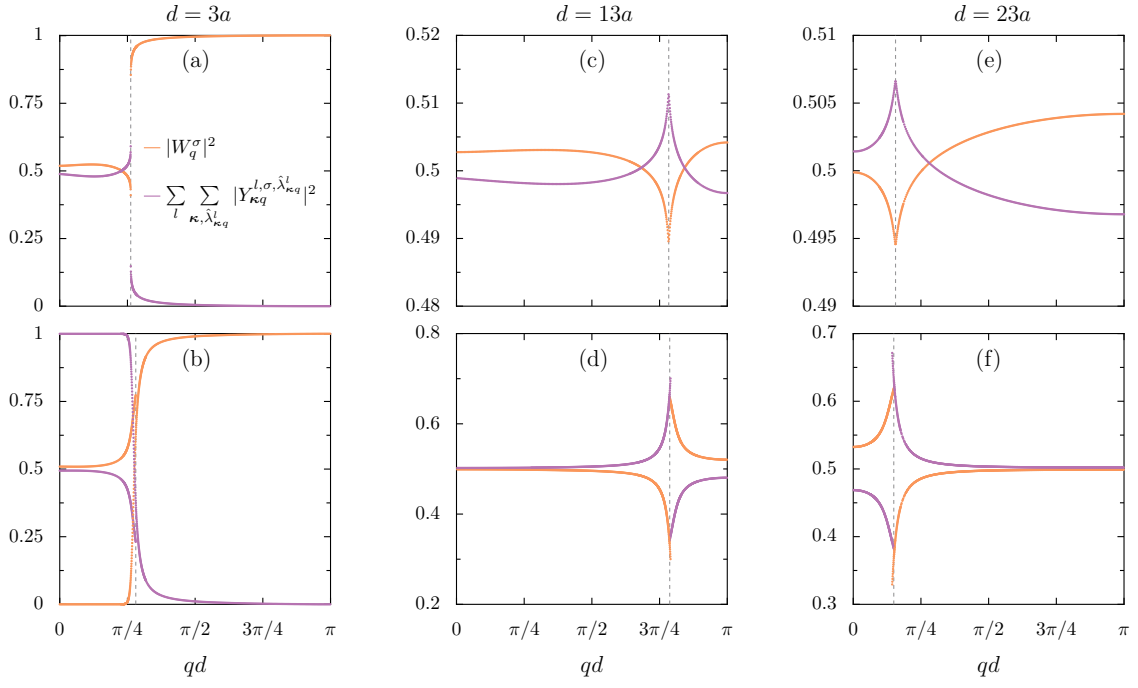 d = 3a
d = 13a
d = 23a
1
0.75
0.5
0.25
0
(a)
|W_q^σ|^2
∑_l ∑_{κ,λ̂^l_{κq}} |Y_{κq}^{l,σ,λ̂^l_{κq}}|^2
0.52
0.51
0.5
0.49
0.48
(c)
0.51
0.505
0.5
0.495
0.49
(e)
1
0.75
0.5
0.25
0
(b)
0 π/4 π/2 3π/4 π
qd
0.8
0.6
0.4
0.2
(d)
0 π/4 π/2 3π/4 π
qd
0.7
0.6
0.5
0.4
0.3
(f)
0 π/4 π/2 3π/4 π
qd